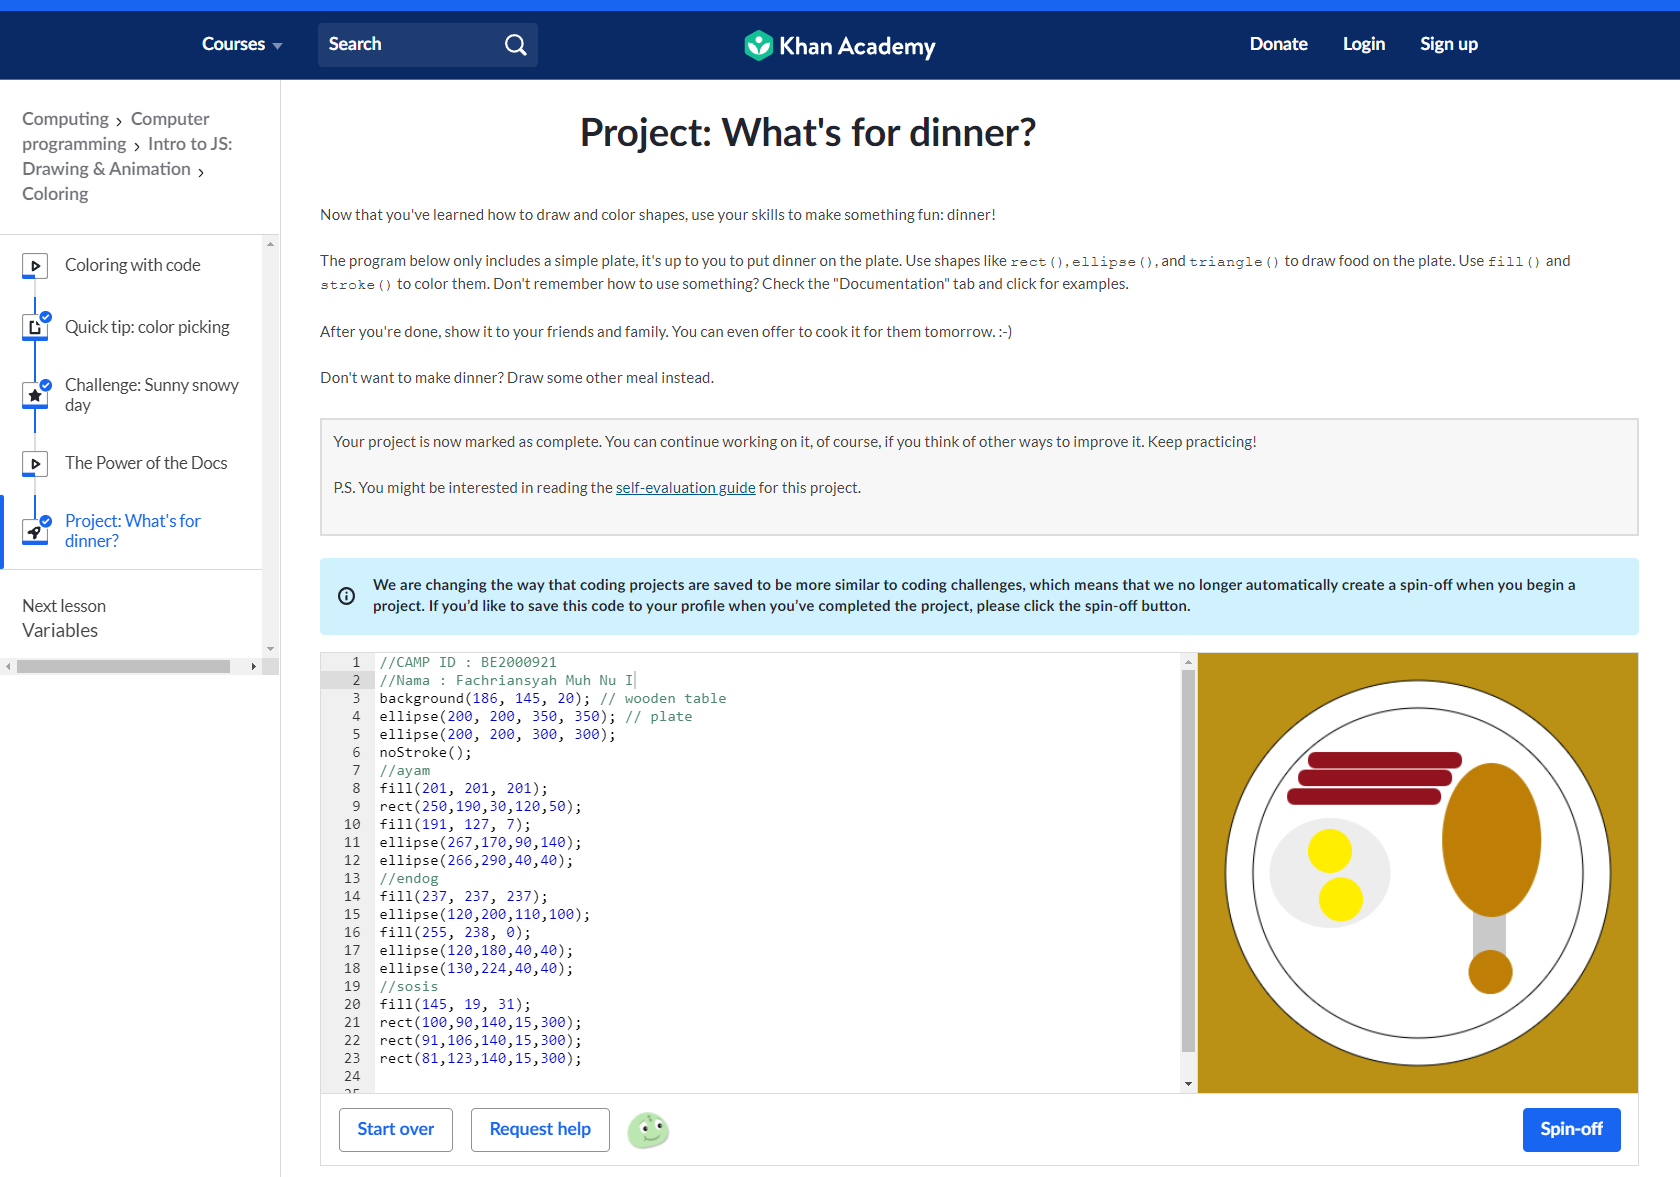 Courses
Search
Khan Academy
Donate
Login
Sign up
Computing › Computer
programming › Intro to JS:
Drawing & Animation ›
Coloring
Coloring with code
Quick tip: color picking
Challenge: Sunny snowy
day
The Power of the Docs
Project: What's for
dinner?
Next lesson
Variables
Project: What's for dinner?
Now that you've learned how to draw and color shapes, use your skills to make something fun: dinner!
The program below only includes a simple plate, it's up to you to put dinner on the plate. Use shapes like rect(), ellipse(), and triangle() to draw food on the plate. Use fill() and
stroke() to color them. Don't remember how to use something? Check the "Documentation" tab and click for examples.
After you're done, show it to your friends and family. You can even offer to cook it for them tomorrow. :-)
Don't want to make dinner? Draw some other meal instead.
Your project is now marked as complete. You can continue working on it, of course, if you think of other ways to improve it. Keep practicing!
P.S. You might be interested in reading the self-evaluation guide for this project.
We are changing the way that coding projects are saved to be more similar to coding challenges, which means that we no longer automatically create a spin-off when you begin a
project. If you’d like to save this code to your profile when you’ve completed the project, please click the spin-off button.
1 //CAMP ID : BE2000921
2 //Nama : Fachriansyah Muh Nu I
3 background(186, 145, 20); // wooden table
4 ellipse(200, 200, 350, 350); // plate
5 ellipse(200, 200, 300, 300);
6 noStroke();
7 //ayam
8 fill(201, 201, 201);
9 rect(250,190,30,120,50);
10 fill(191, 127, 7);
11 ellipse(267,170,90,140);
12 ellipse(266,290,40,40);
13 //endog
14 fill(237, 237, 237);
15 ellipse(120,200,110,100);
16 fill(255, 238, 0);
17 ellipse(120,180,40,40);
18 ellipse(130,224,40,40);
19 //sosis
20 fill(145, 19, 31);
21 rect(100,90,140,15,300);
22 rect(91,106,140,15,300);
23 rect(81,123,140,15,300);
24
25
Start over
Request help
Spin-off